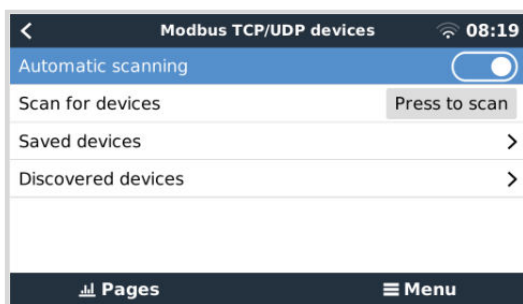 Modbus TCP/UDP devices 08:19
Automatic scanning
Scan for devices Press to scan
Saved devices
Discovered devices
Pages Menu